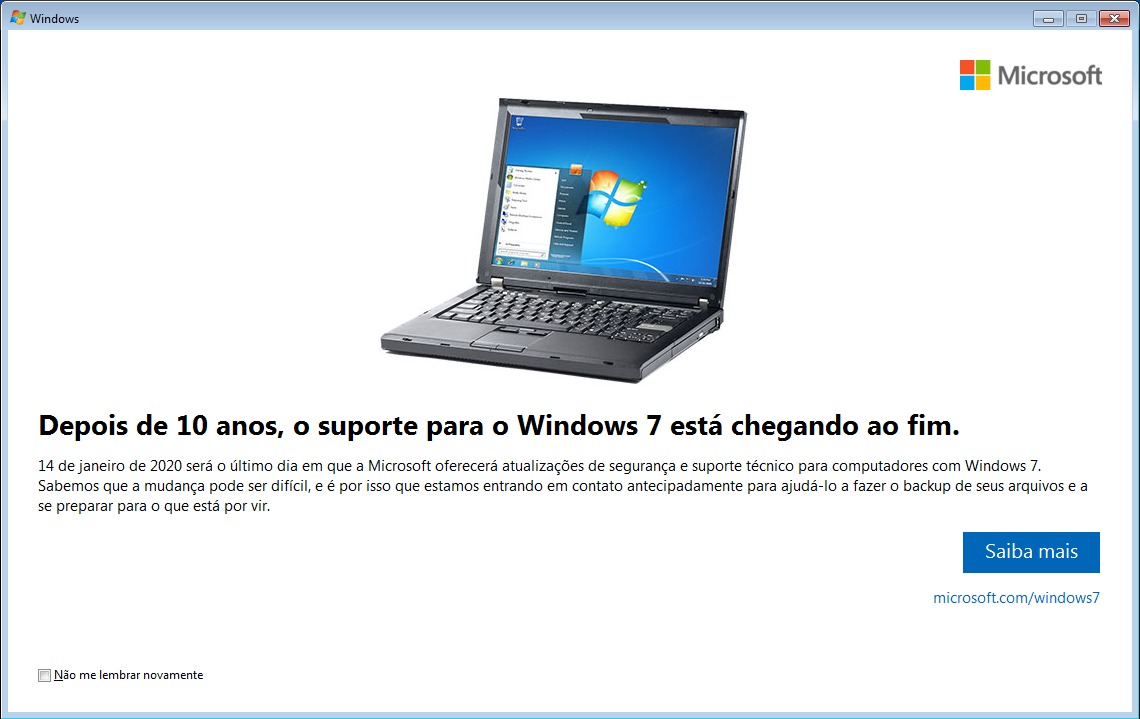 Windows
Microsoft
Depois de 10 anos, o suporte para o Windows 7 está chegando ao fim.
14 de janeiro de 2020 será o último dia em que a Microsoft oferecerá atualizações de segurança e suporte técnico para computadores com Windows 7.
Sabemos que a mudança pode ser difícil, e é por isso que estamos entrando em contato antecipadamente para ajudá-lo a fazer o backup de seus arquivos e a
se preparar para o que está por vir.
Saiba mais
microsoft.com/windows7
Não me lembrar novamente